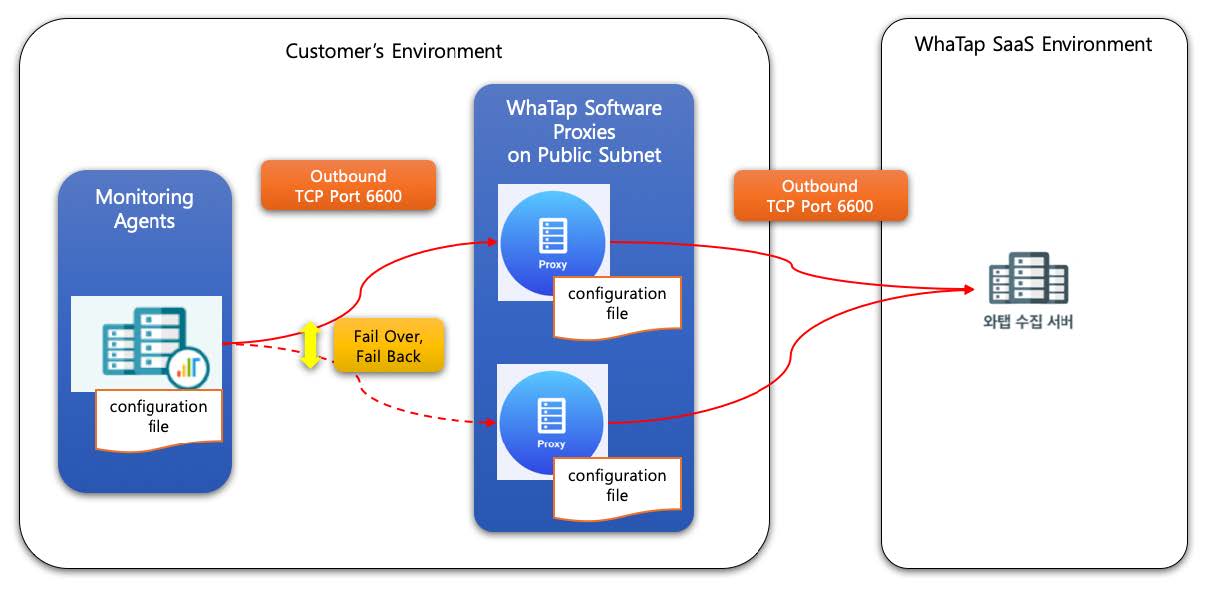 Customer's Environment
WhaTap SaaS Environment
WhaTap Software
Proxies
on Public Subnet
Outbound
TCP Port 6600
Outbound
TCP Port 6600
Monitoring
Agents
Proxy
configuration
file
와탭 수집 서버
Fail Over,
Fail Back
configuration
file
Proxy
configuration
file